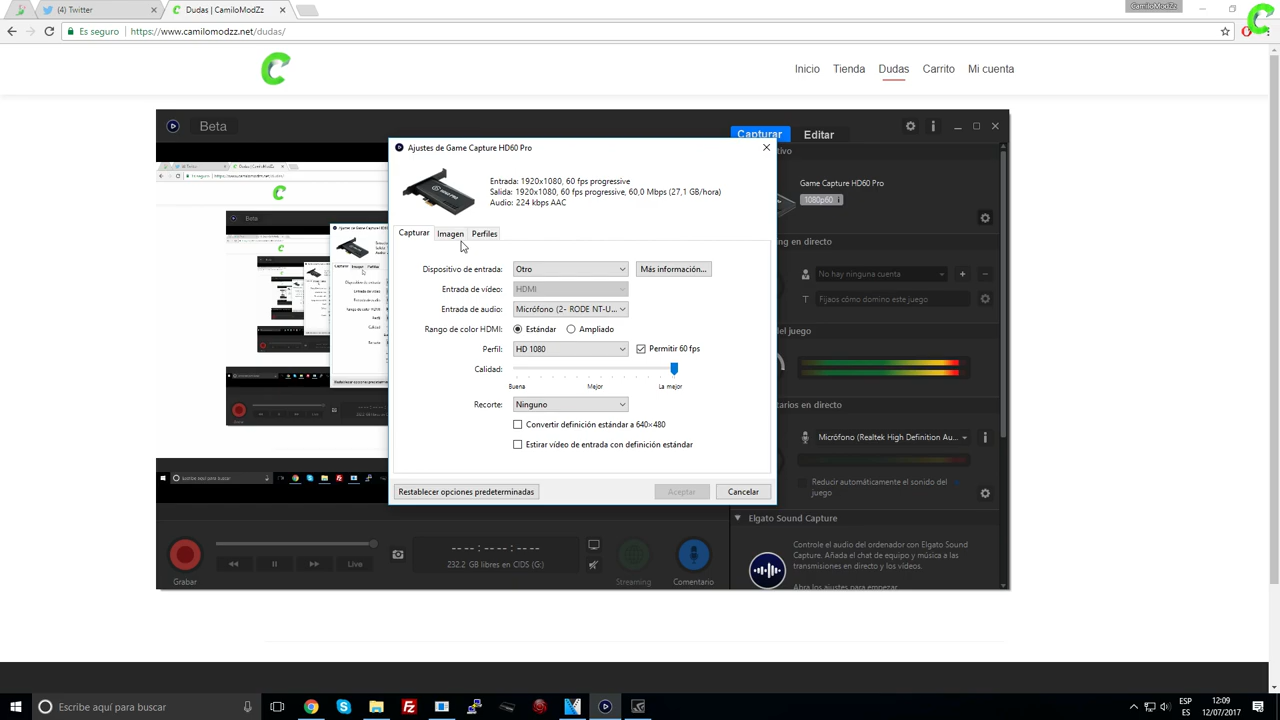 (4) Twitter
Dudas | CamiloModZz
CamiloModZz
Es seguro
https://www.camilomodzz.net/dudas/
Inicio
Tienda
Dudas
Carrito
Mi cuenta
Beta
Capturar
Editar
Ajustes de Game Capture HD60 Pro
Entrada: 1920x1080, 60 fps progressive
Salida: 1920x1080, 60 fps progressive, 60,0 Mbps (27,1 GB/hora)
Audio: 224 kbps AAC
Capturar
Imagen
Perfiles
Dispositivo de entrada:
Otro
Más información...
Entrada de vídeo:
HDMI
Entrada de audio:
Micrófono (2- RODE NT-U...
Rango de color HDMI:
Estándar
Ampliado
Perfil:
HD 1080
Permitir 60 fps
Calidad:
Buena
Mejor
La mejor
Recorte:
Ninguno
Convertir definición estándar a 640×480
Estirar vídeo de entrada con definición estándar
Restablecer opciones predeterminadas
Aceptar
Cancelar
Game Capture HD60 Pro
1080p60
en directo
No hay ninguna cuenta
Fijaos cómo domino este juego
del juego
en directo
Micrófono (Realtek High Definition Au...
Reducir automáticamente el sonido del
juego
Elgato Sound Capture
Controle el audio del ordenador con Elgato Sound
Capture. Añada el chat de equipo y música a las
transmisiones en directo y los vídeos.
Abra los ajustes para empezar
Beta
Grabar
Live
--:--:--:--
232.2 GB libres en CIDS (G:)
Streaming
Comentario
Escribe aquí para buscar
ESP
ES
12:09
12/07/2017